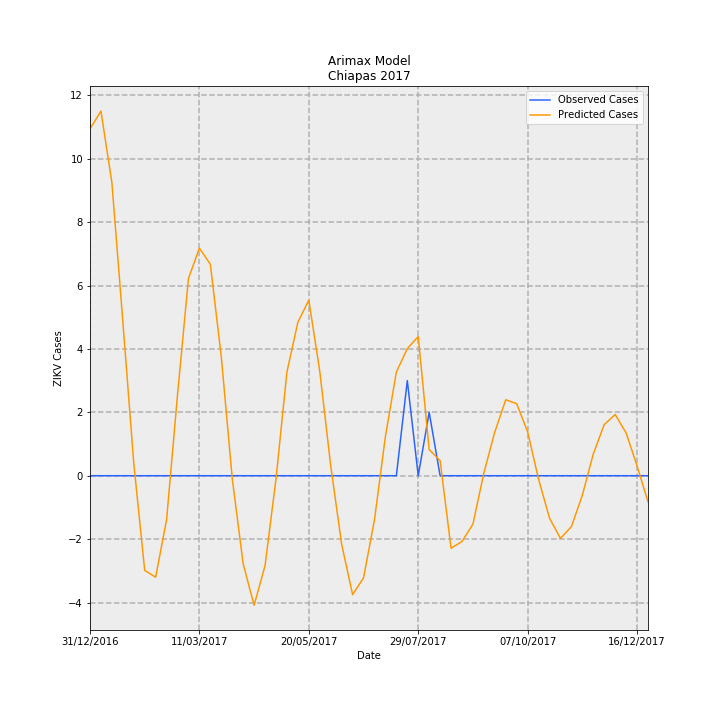 Arimax Model
Chiapas 2017
Observed Cases
Predicted Cases
ZIKV Cases
12
10
8
6
4
2
0
−2
−4
31/12/2016 11/03/2017 20/05/2017 29/07/2017 07/10/2017 16/12/2017
Date